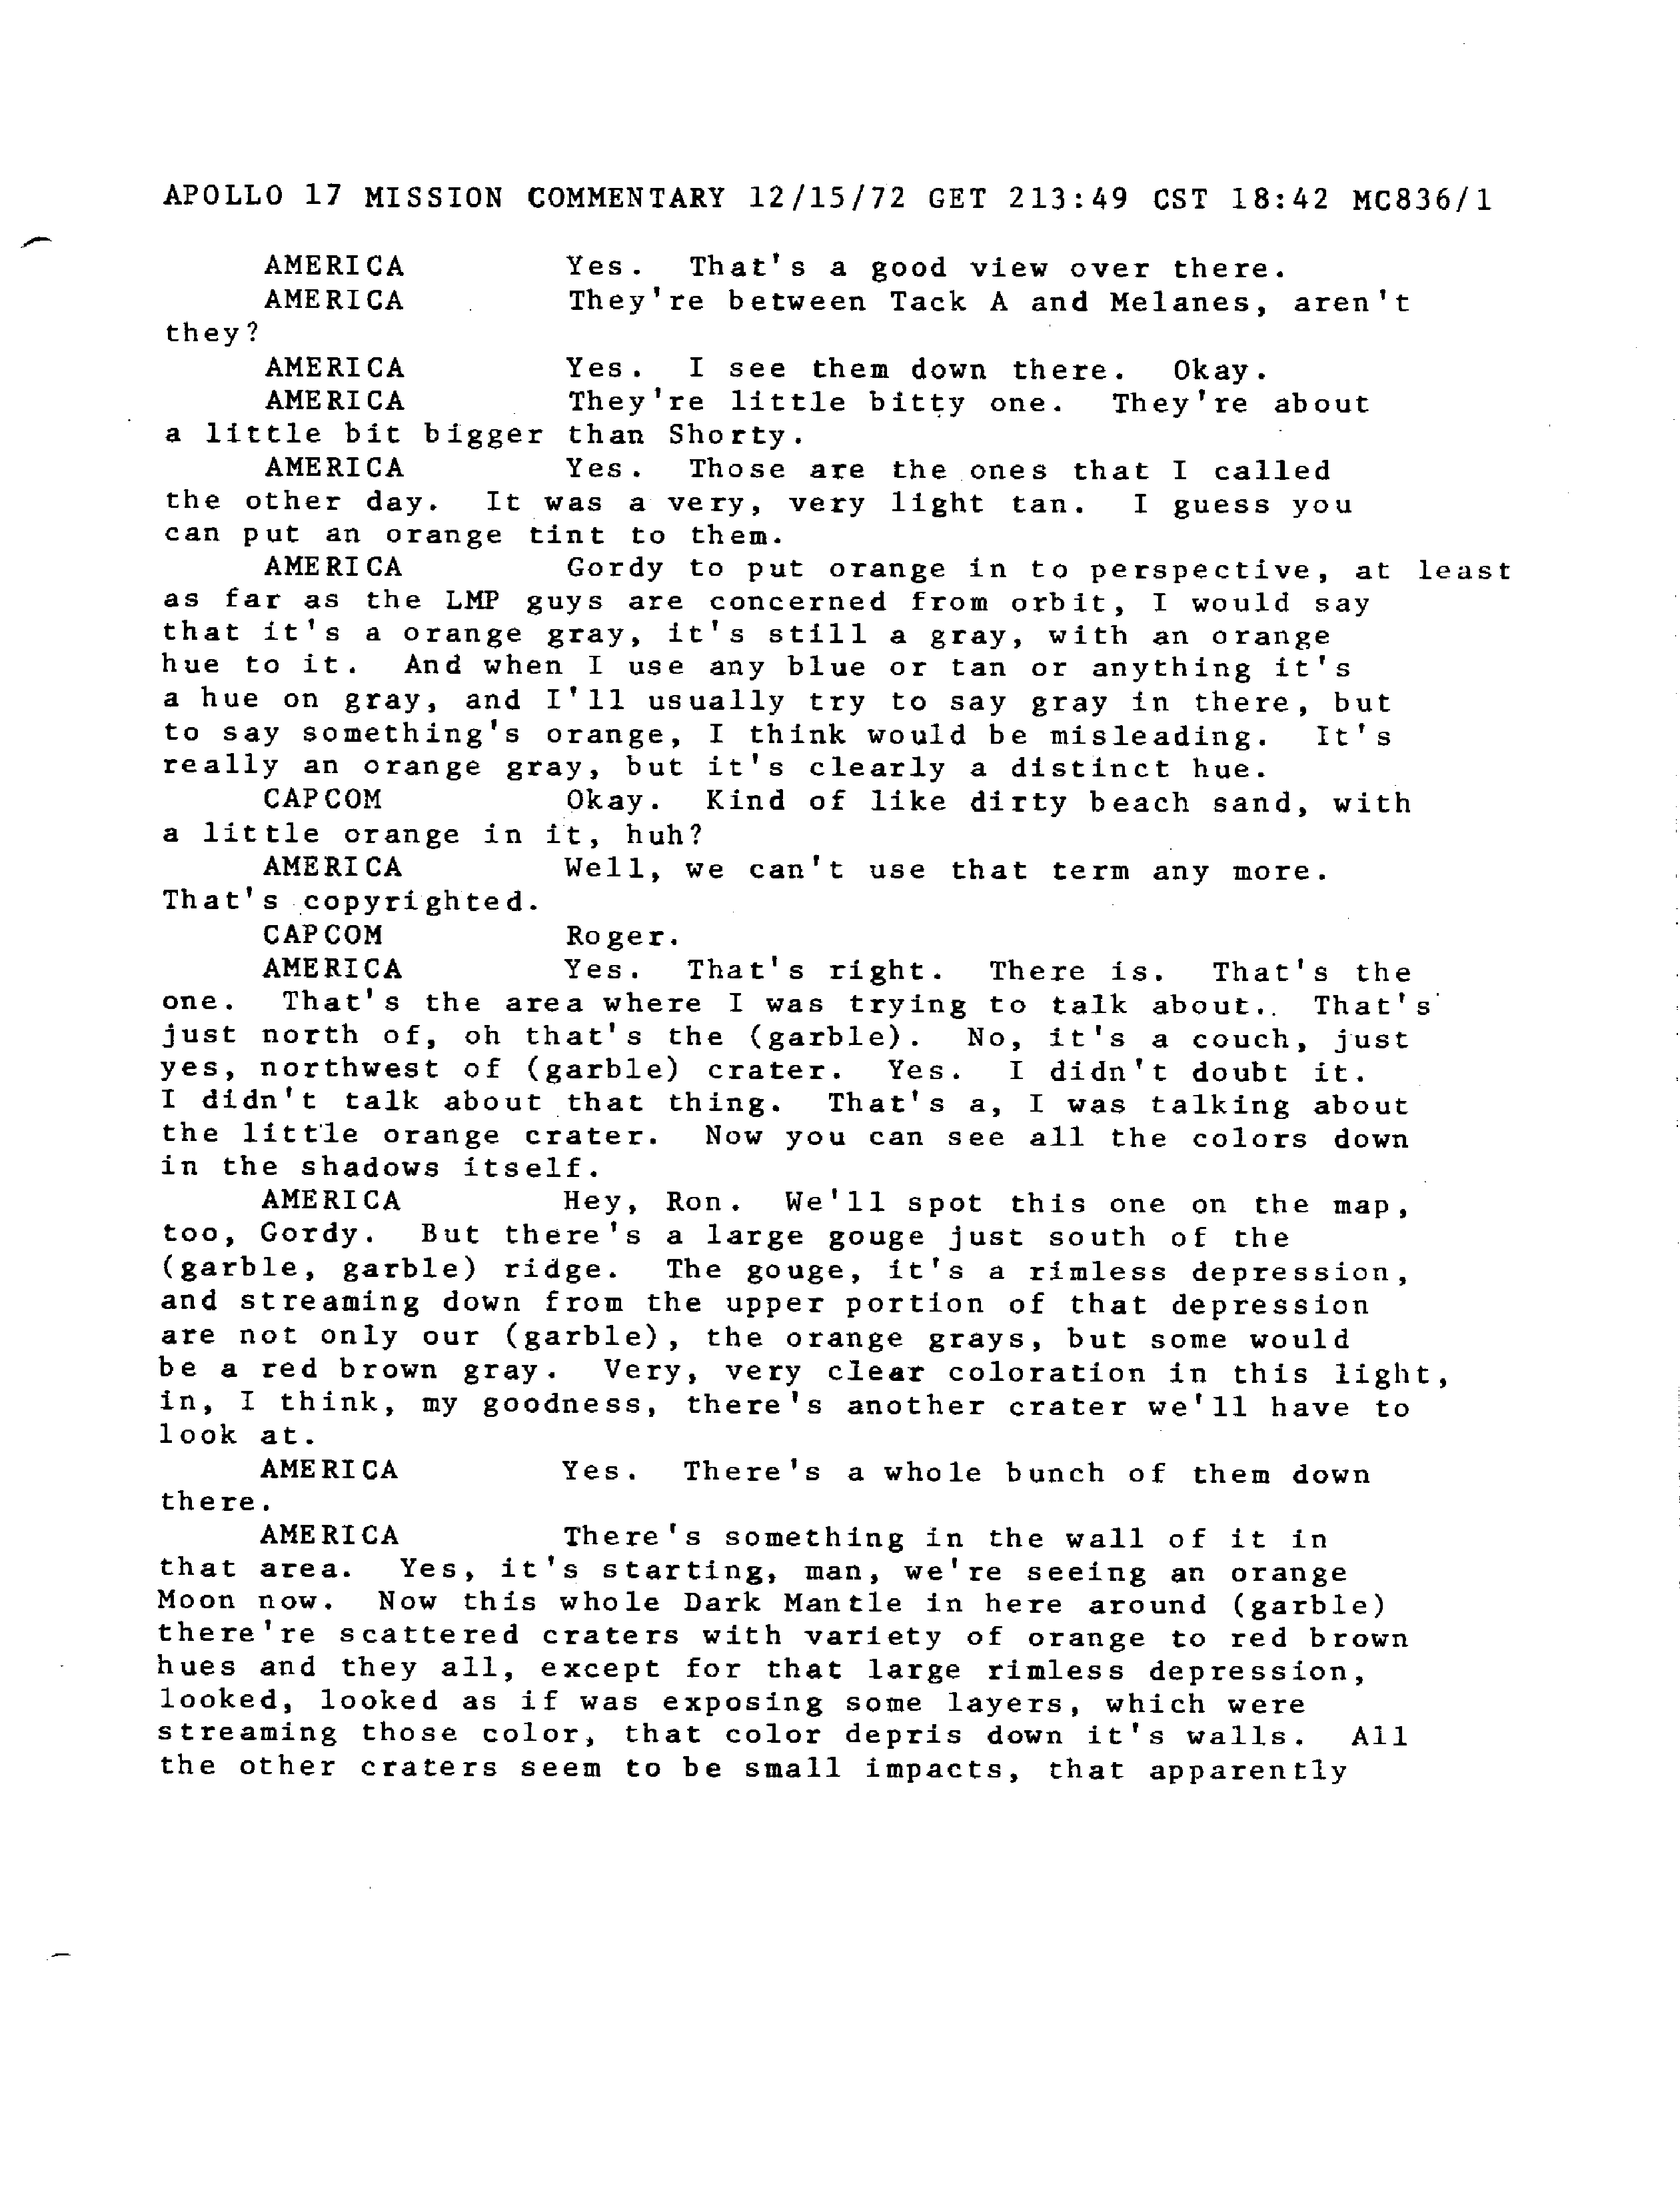 APOLLO 17 MISSION COMMENTARY 12/15/72 GET 213:49 CST 18:42 MC836/1
AMERICA Yes. That's a good view over there.
AMERICA They're between Tack A and Melanes, aren't
they?
AMERICA Yes. I see them down there. Okay.
AMERICA They're little bitty one. They're about
a little bit bigger than Shorty.
AMERICA Yes. Those are the ones that I called
the other day. It was a very, very light tan. I guess you
can put an orange tint to them.
AMERICA Gordy to put orange in to perspective, at least
as far as the LMP guys are concerned from orbit, I would say
that it's a orange gray, it's still a gray, with an orange
hue to it. And when I use any blue or tan or anything it's
a hue on gray, and I'll usually try to say gray in there, but
to say something's orange, I think would be misleading. It's
really an orange gray, but it's clearly a distinct hue.
CAPCOM Okay. Kind of like dirty beach sand, with
a little orange in it, huh?
AMERICA Well, we can't use that term any more.
That's copyrighted.
CAPCOM Roger.
AMERICA Yes. That's right. There is. That's the
one. That's the area where I was trying to talk about.. That's
just north of, oh that's the (garble). No, it's a couch, just
yes, northwest of (garble) crater. Yes. I didn't doubt it.
I didn't talk about that thing. That's a, I was talking about
the little orange crater. Now you can see all the colors down
in the shadows itself.
AMERICA Hey, Ron. We'll spot this one on the map,
too, Gordy. But there's a large gouge just south of the
(garble, garble) ridge. The gouge, it's a rimless depression,
and streaming down from the upper portion of that depression
are not only our (garble), the orange grays, but some would
be a red brown gray. Very, very clear coloration in this light,
in, I think, my goodness, there's another crater we'll have to
look at.
AMERICA Yes. There's a whole bunch of them down
there.
AMERICA There's something in the wall of it in
that area. Yes, it's starting, man, we're seeing an orange
Moon now. Now this whole Dark Mantle in here around (garble)
there're scattered craters with variety of orange to red brown
hues and they all, except for that large rimless depression,
looked, looked as if was exposing some layers, which were
streaming those color, that color depris down it's walls. All
the other craters seem to be small impacts, that apparently